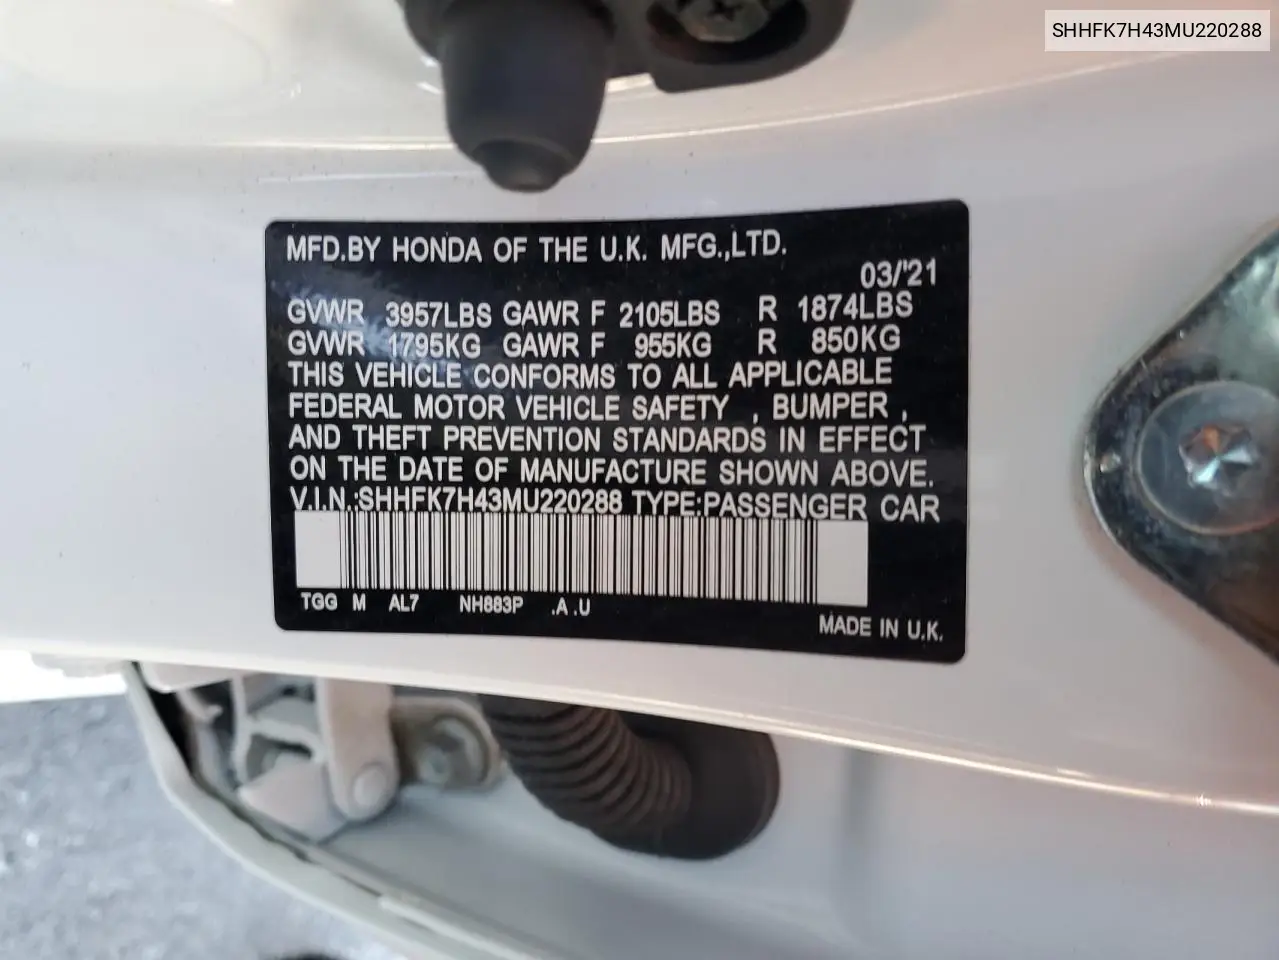 SHHFK7H43MU220288
MFD.BY HONDA OF THE U.K. MFG.,LTD.
03/'21
GVWR 3957LBS GAWR F 2105LBS R 1874LBS
GVWR 1795KG GAWR F 955KG R 850KG
THIS VEHICLE CONFORMS TO ALL APPLICABLE
FEDERAL MOTOR VEHICLE SAFETY , BUMPER ,
AND THEFT PREVENTION STANDARDS IN EFFECT
ON THE DATE OF MANUFACTURE SHOWN ABOVE.
V.I.N.:SHHFK7H43MU220288 TYPE:PASSENGER CAR
TGG M AL7 NH883P .A .U
MADE IN U.K.